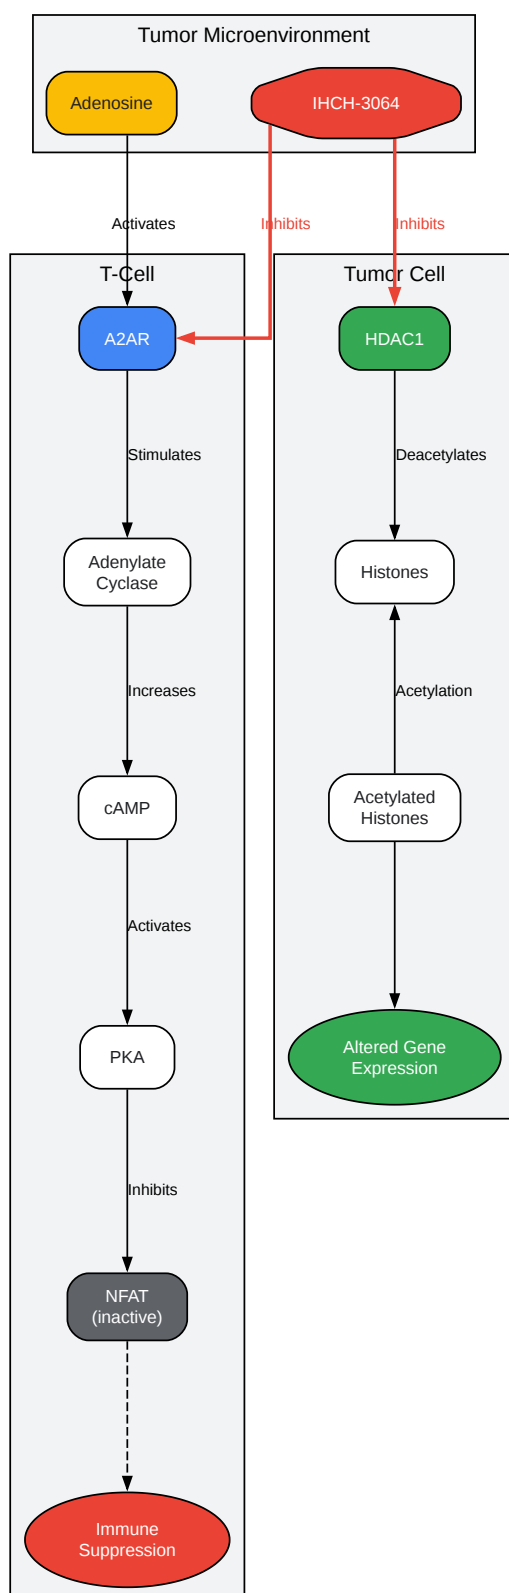 Tumor Microenvironment
Adenosine
IHCH-3064
Activates
Inhibits
Inhibits
T-Cell
Tumor Cell
A2AR
HDAC1
Stimulates
Deacetylates
Adenylate
Cyclase
Histones
Increases
Acetylation
cAMP
Acetylated
Histones
Activates
PKA
Altered Gene
Expression
Inhibits
NFAT
(inactive)
Immune
Suppression